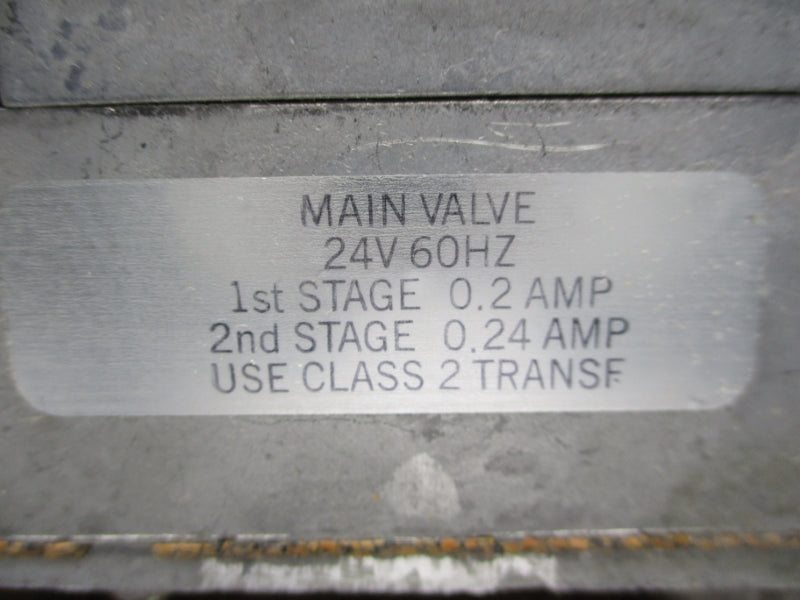 MAIN VALVE
24V 60HZ
1st STAGE 0.2 AMP
2nd STAGE 0.24 AMP
USE CLASS 2 TRANSF